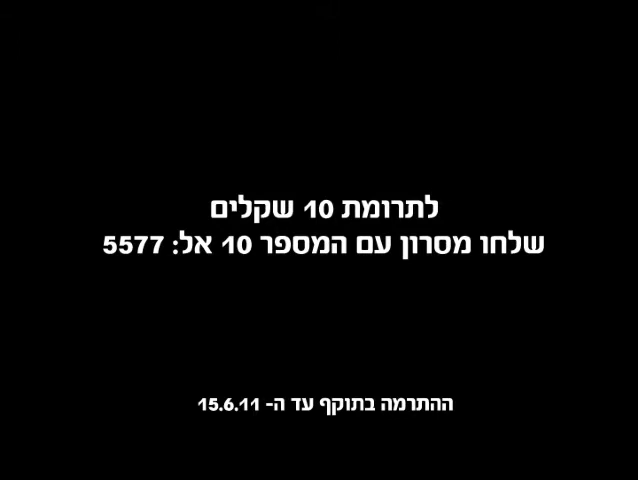 לתרומת 10 שקלים
שלחו מסרון עם המספר 10 אל: 5577
ההתרמה בתוקף עד ה- 15.6.11